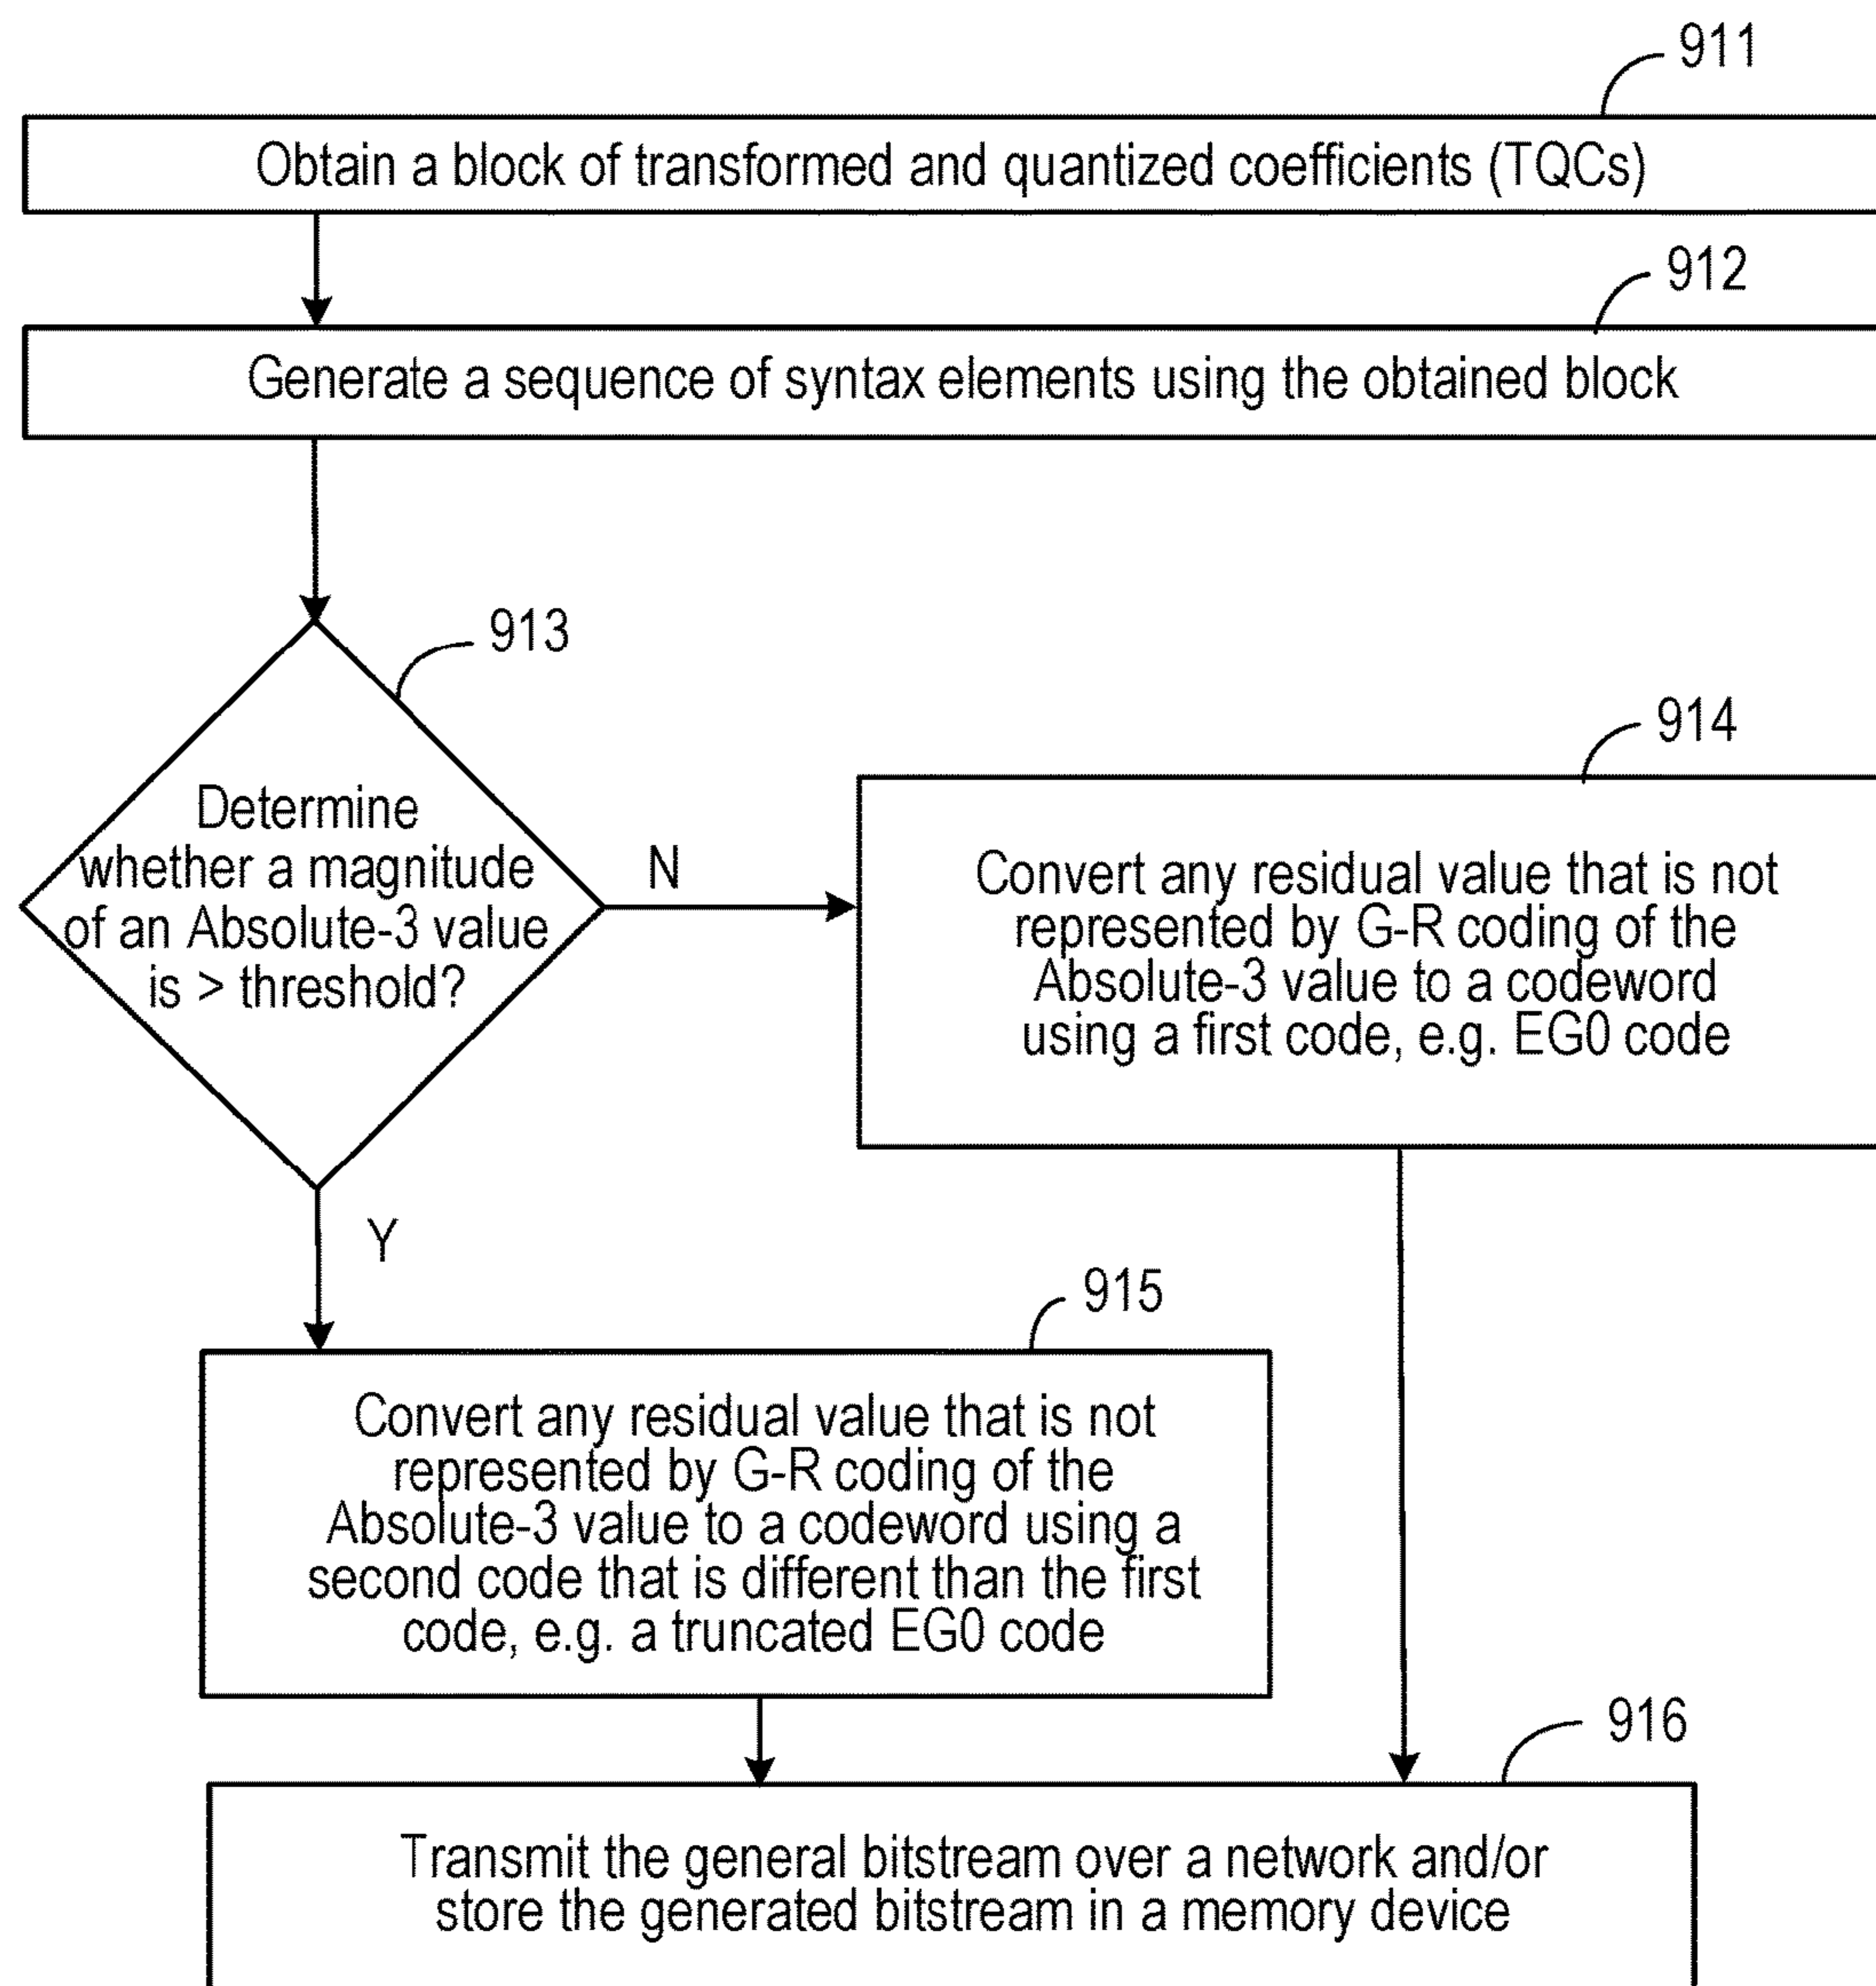 911
Obtain a block of transformed and quantized coefficients (TQCs)
912
Generate a sequence of syntax elements using the obtained block
913
Determine
whether a magnitude
of an Absolute-3 value
is > threshold?
N
914
Convert any residual value that is not
represented by G-R coding of the
Absolute-3 value to a codeword
using a first code, e.g. EG0 code
Y
915
Convert any residual value that is not
represented by G-R coding of the
Absolute-3 value to a codeword using a
second code that is different than the first
code, e.g. a truncated EG0 code
916
Transmit the general bitstream over a network and/or
store the generated bitstream in a memory device